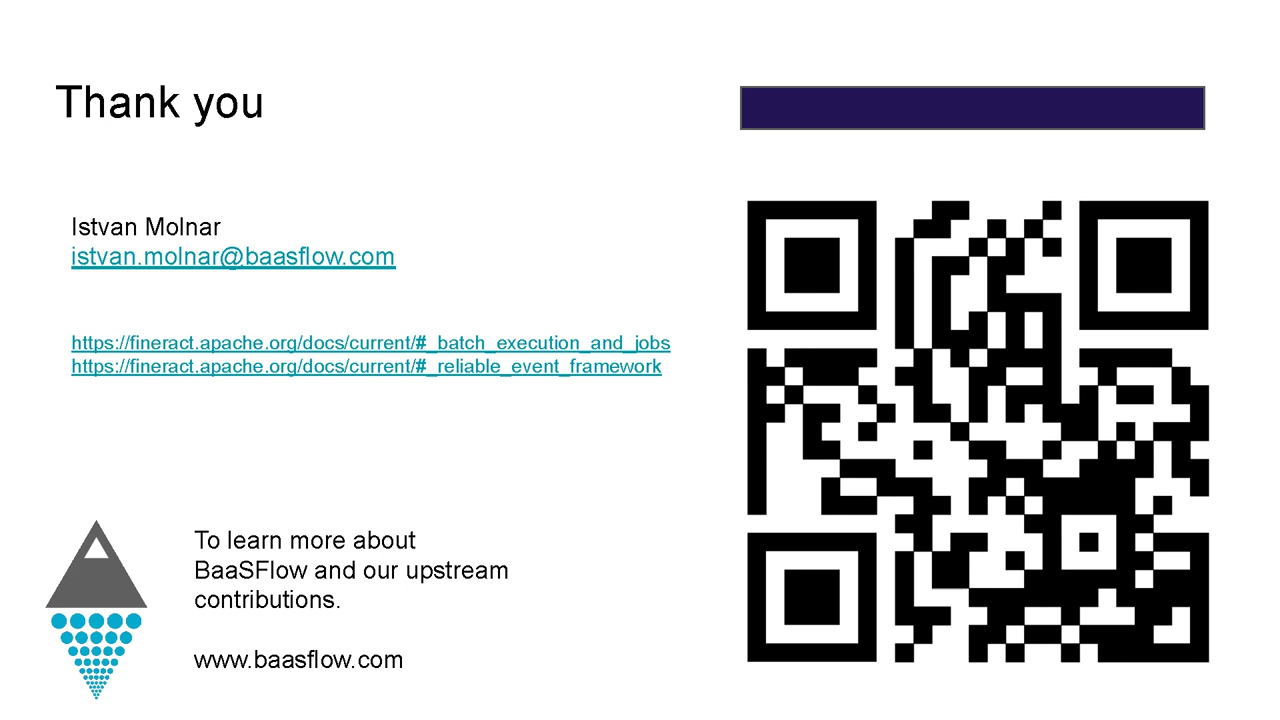 Thank you
Istvan Molnar
istvan.molnar@baasflow.com
https://fineract.apache.org/docs/current/#_batch_execution_and_jobs
https://fineract.apache.org/docs/current/#_reliable_event_framework
To learn more about
BaaSFlow and our upstream
contributions.
www.baasflow.com